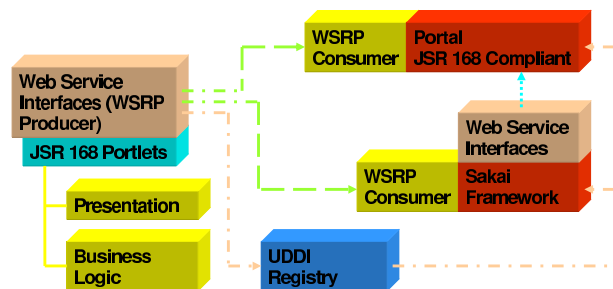 WSRP
Consumer
Portal
JSR 168 Compliant
Web Service
Interfaces (WSRP
Producer)
JSR 168 Portlets
Web Service
Interfaces
WSRP
Consumer
Sakai
Framework
Presentation
Business
Logic
UDDI
Registry